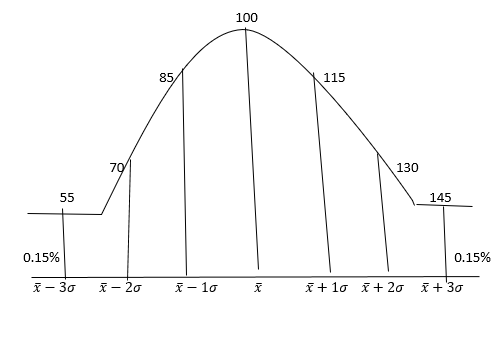 100
85
115
70
130
55
145
0.15%
0.15%
x̄ − 3σ
x̄ − 2σ
x̄ − 1σ
x̄
x̄ + 1σ
x̄ + 2σ
x̄ + 3σ